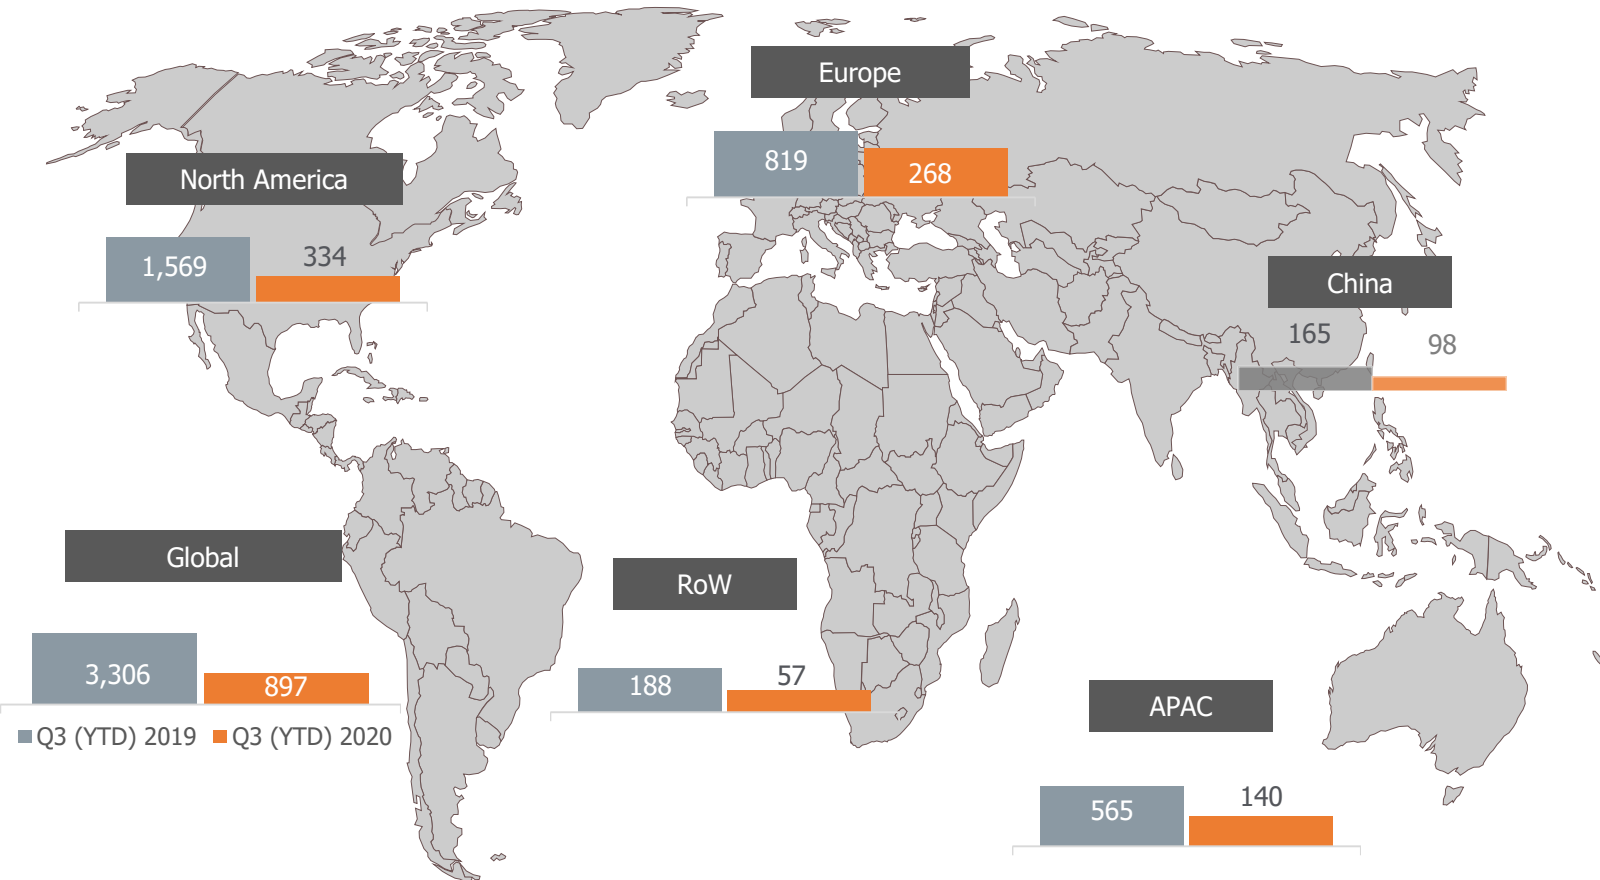 Europe
819
268
North America
1,569
334
China
165
98
Global
3,306
897
Q3 (YTD) 2019
Q3 (YTD) 2020
RoW
188
57
APAC
565
140